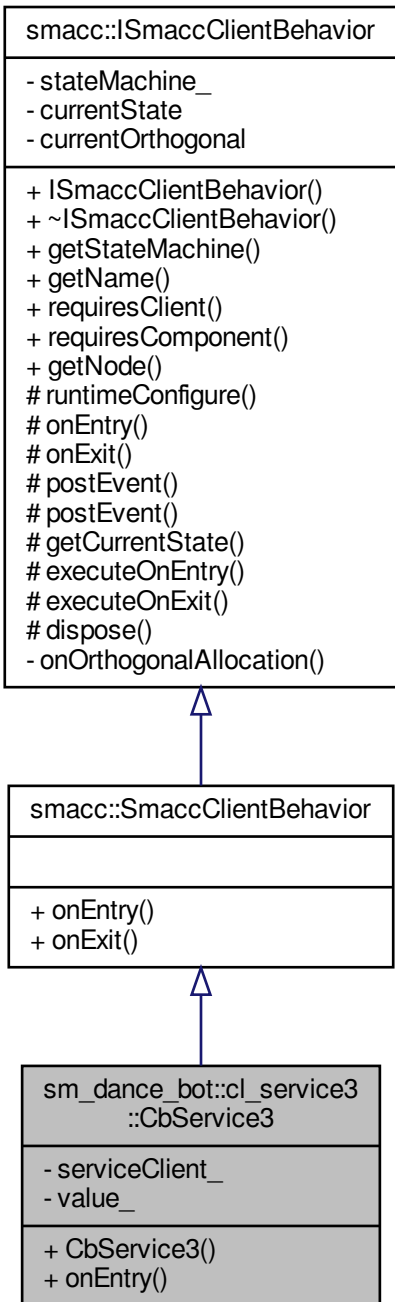 smacc::ISmaccClientBehavior
- stateMachine_
- currentState
- currentOrthogonal
+ ISmaccClientBehavior()
+ ~ISmaccClientBehavior()
+ getStateMachine()
+ getName()
+ requiresClient()
+ requiresComponent()
+ getNode()
# runtimeConfigure()
# onEntry()
# onExit()
# postEvent()
# postEvent()
# getCurrentState()
# executeOnEntry()
# executeOnExit()
# dispose()
- onOrthogonalAllocation()
smacc::SmaccClientBehavior
+ onEntry()
+ onExit()
sm_dance_bot::cl_service3
::CbService3
- serviceClient_
- value_
+ CbService3()
+ onEntry()